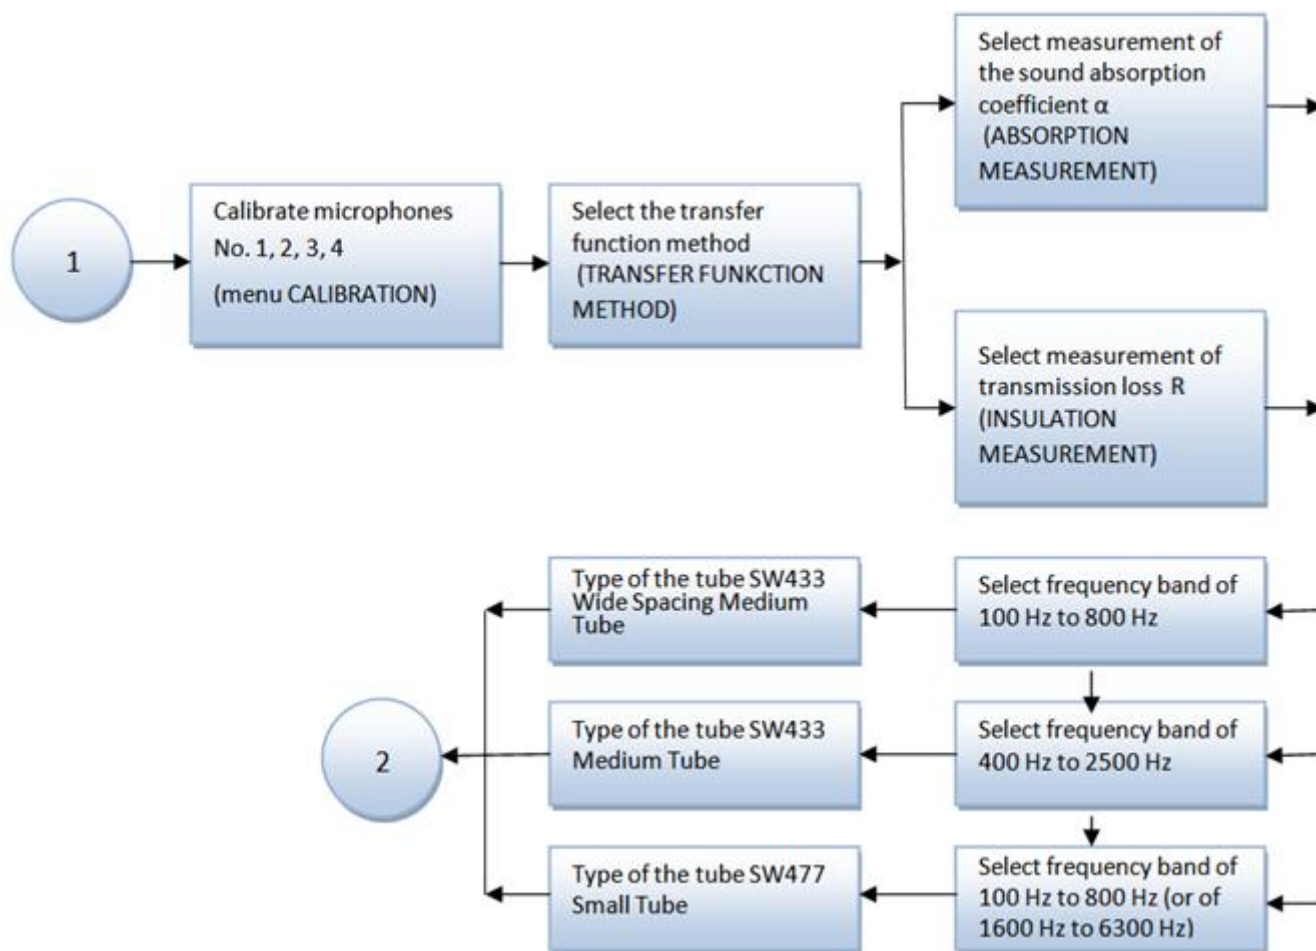 1
Calibrate microphones
No. 1, 2, 3, 4
(menu CALIBRATION)
Select the transfer
function method
(TRANSFER FUNKCTION
METHOD)
Select measurement of
the sound absorption
coefficient α
(ABSORPTION
MEASUREMENT)
Select measurement of
transmission loss R
(INSULATION
MEASUREMENT)
Select frequency band of
100 Hz to 800 Hz
Type of the tube SW433
Wide Spacing Medium
Tube
Select frequency band of
400 Hz to 2500 Hz
Type of the tube SW433
Medium Tube
Select frequency band of
100 Hz to 800 Hz (or of
1600 Hz to 6300 Hz)
Type of the tube SW477
Small Tube
2